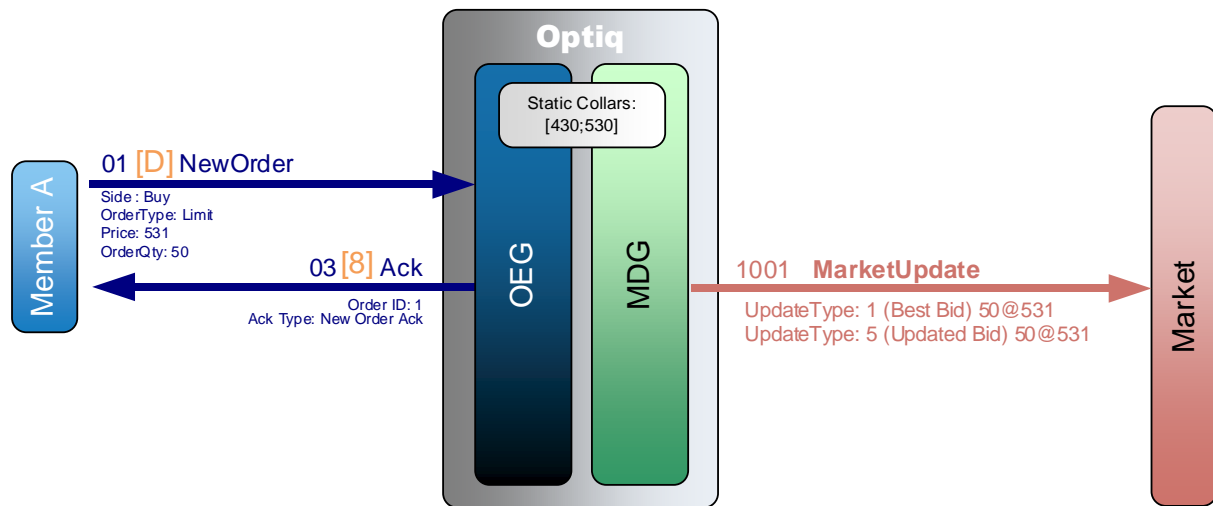 Optiq
Static Collars:
[430;530]
01 [D] NewOrder
Side : Buy
OrderType: Limit
Price: 531
OrderQty: 50
Member A
03 [8] Ack
Order ID: 1
Ack Type: New Order Ack
OEG
MDG
1001 MarketUpdate
UpdateType: 1 (Best Bid) 50@531
UpdateType: 5 (Updated Bid) 50@531
Market